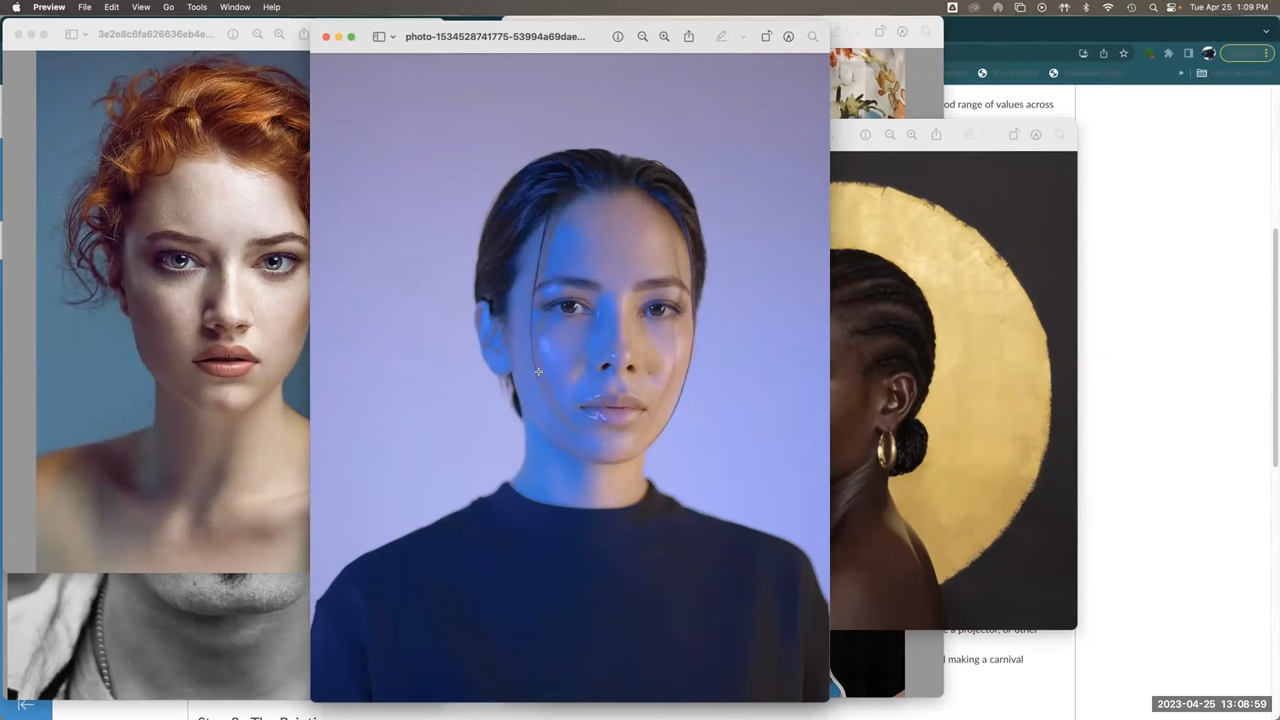 Preview File Edit View Go Tools Window Help
Tue Apr 25 1:09 PM
3e2e8c6fa626636eb4e...
photo-1534528741775-53994a69dae...
od range of values across
e a projector, or other
l making a carnival
2023-04-25 13:08:59